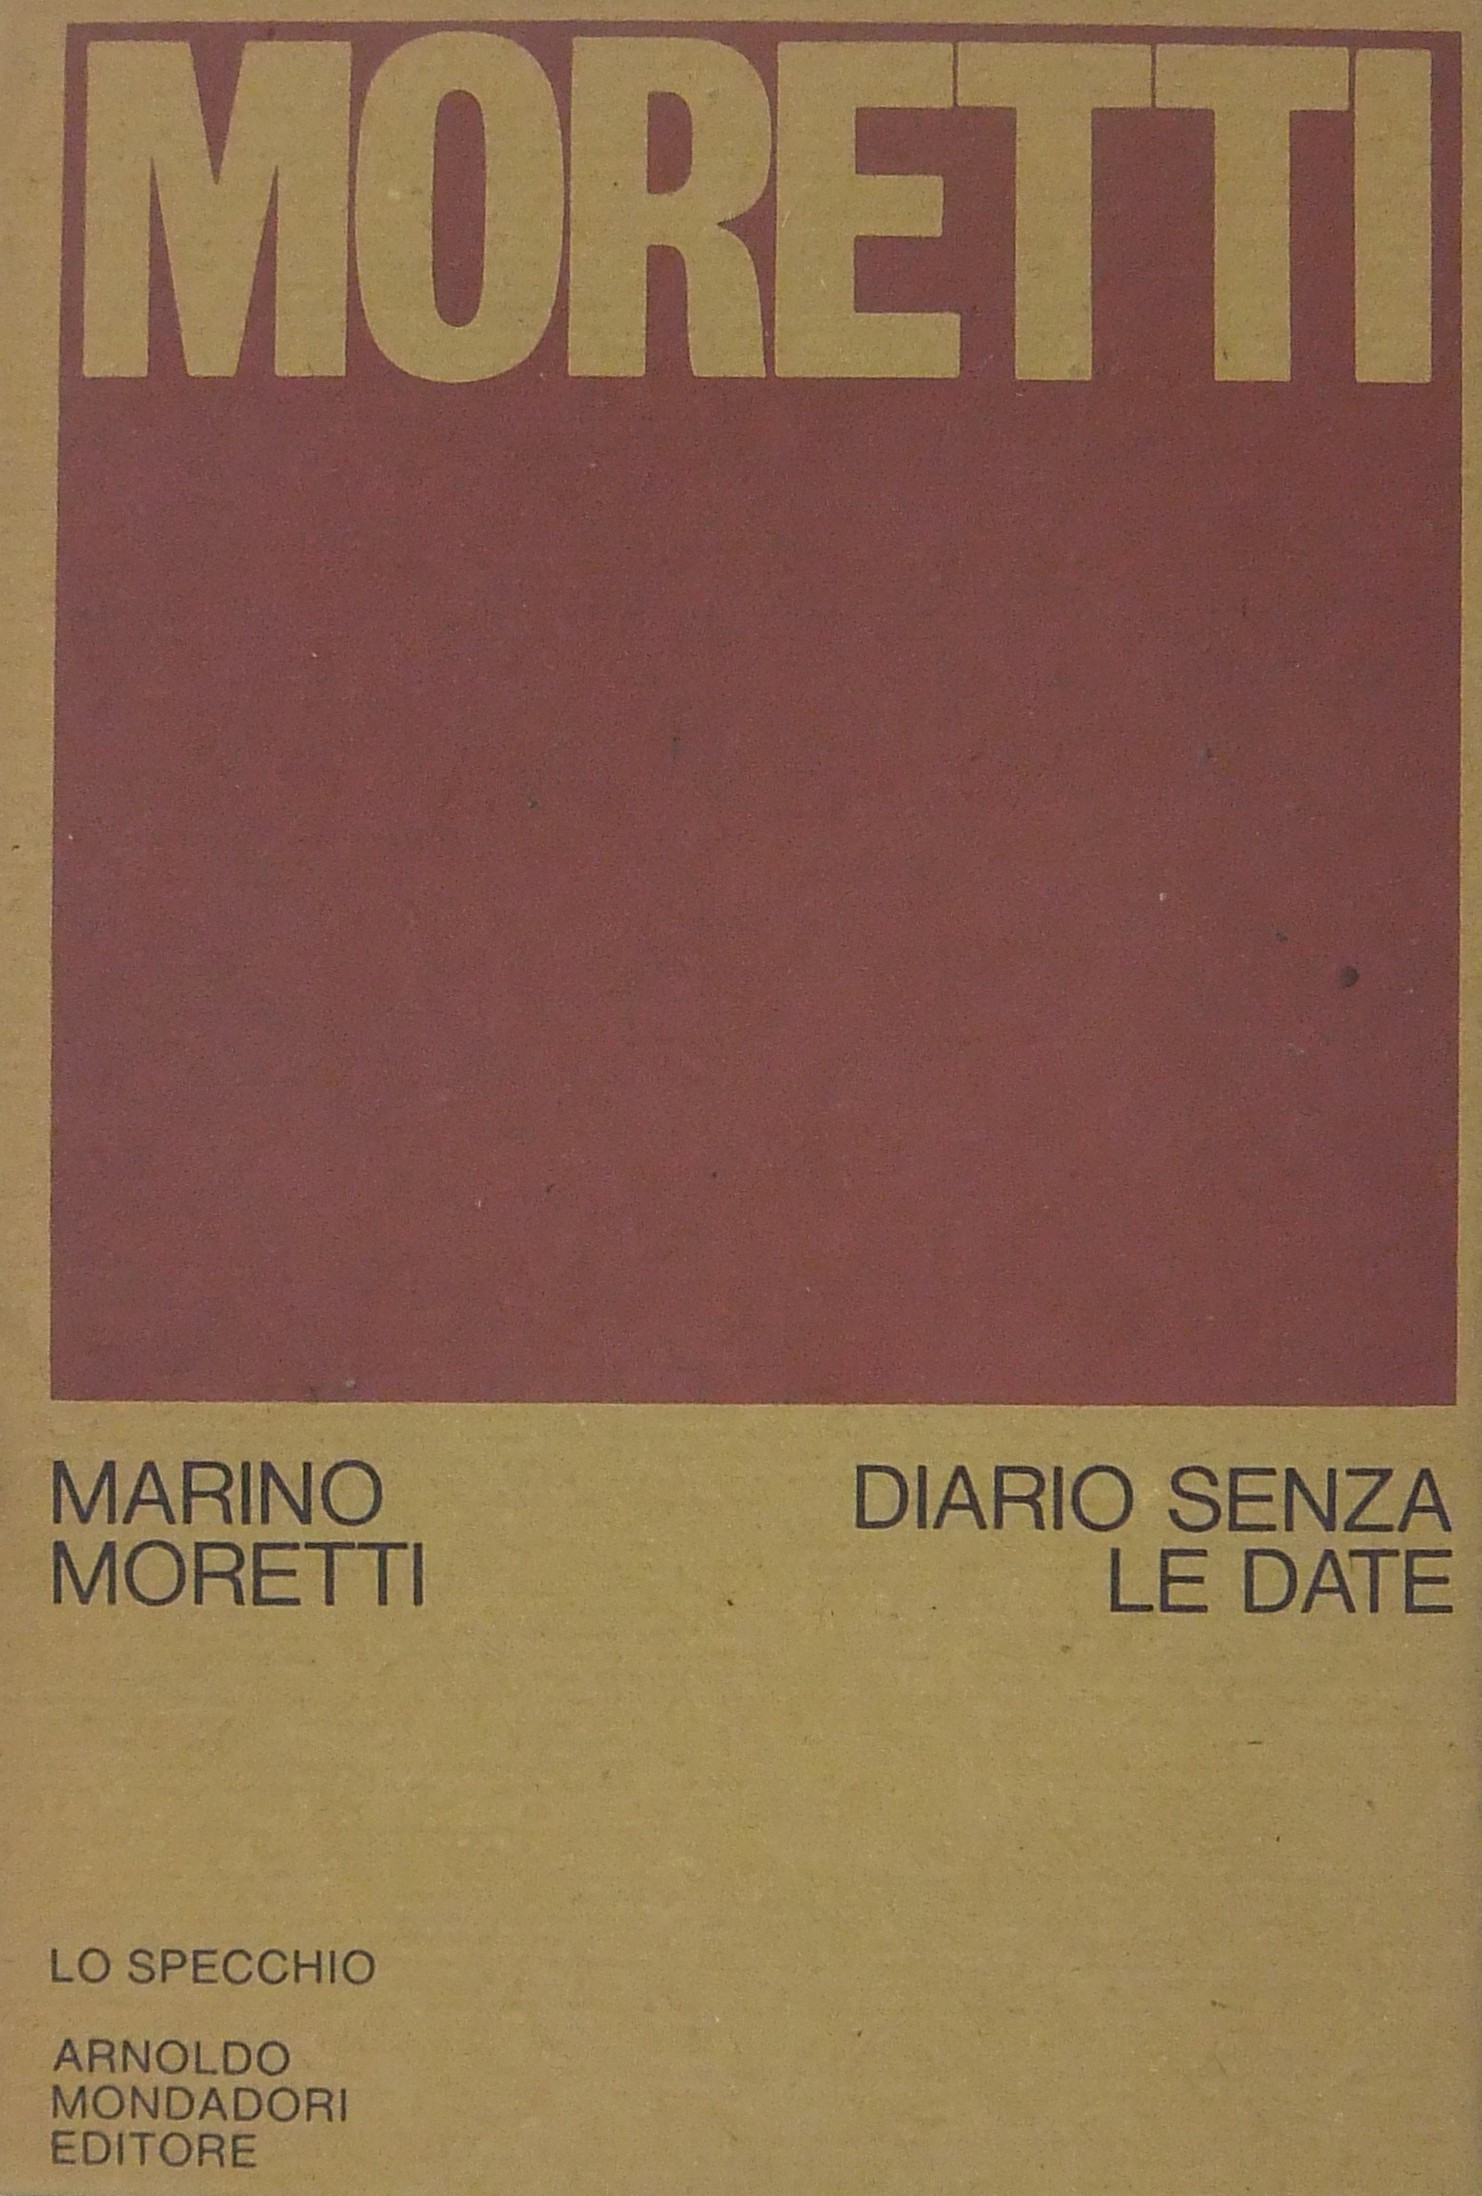 MORETTI
MARINO
MORETTI
DIARIO SENZA
LE DATE
LO SPECCHIO
ARNOLDO
MONDADORI
EDITORE